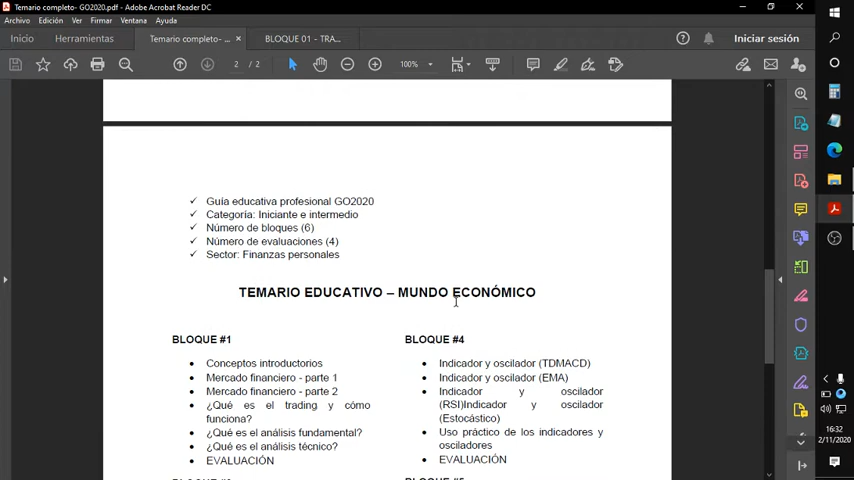 Temario completo- GO2020.pdf - Adobe Acrobat Reader DC
Archivo Edición Ver Firmar Ventana Ayuda
Inicio Herramientas Temario completo- × BLOQUE 01 - TRA... Iniciar sesión
2 / 2 100%
✓ Guía educativa profesional GO2020
✓ Categoría: Iniciante e intermedio
✓ Número de bloques (6)
✓ Número de evaluaciones (4)
✓ Sector: Finanzas personales
TEMARIO EDUCATIVO – MUNDO ECONÓMICO
BLOQUE #1
• Conceptos introductorios
• Mercado financiero - parte 1
• Mercado financiero - parte 2
• ¿Qué es el trading y cómo
funciona?
• ¿Qué es el análisis fundamental?
• ¿Qué es el análisis técnico?
• EVALUACIÓN
BLOQUE #4
• Indicador y oscilador (TDMACD)
• Indicador y oscilador (EMA)
• Indicador y oscilador
(RSI)Indicador y oscilador
(Estocástico)
• Uso práctico de los indicadores y
osciladores
• EVALUACIÓN
16:32
2/11/2020